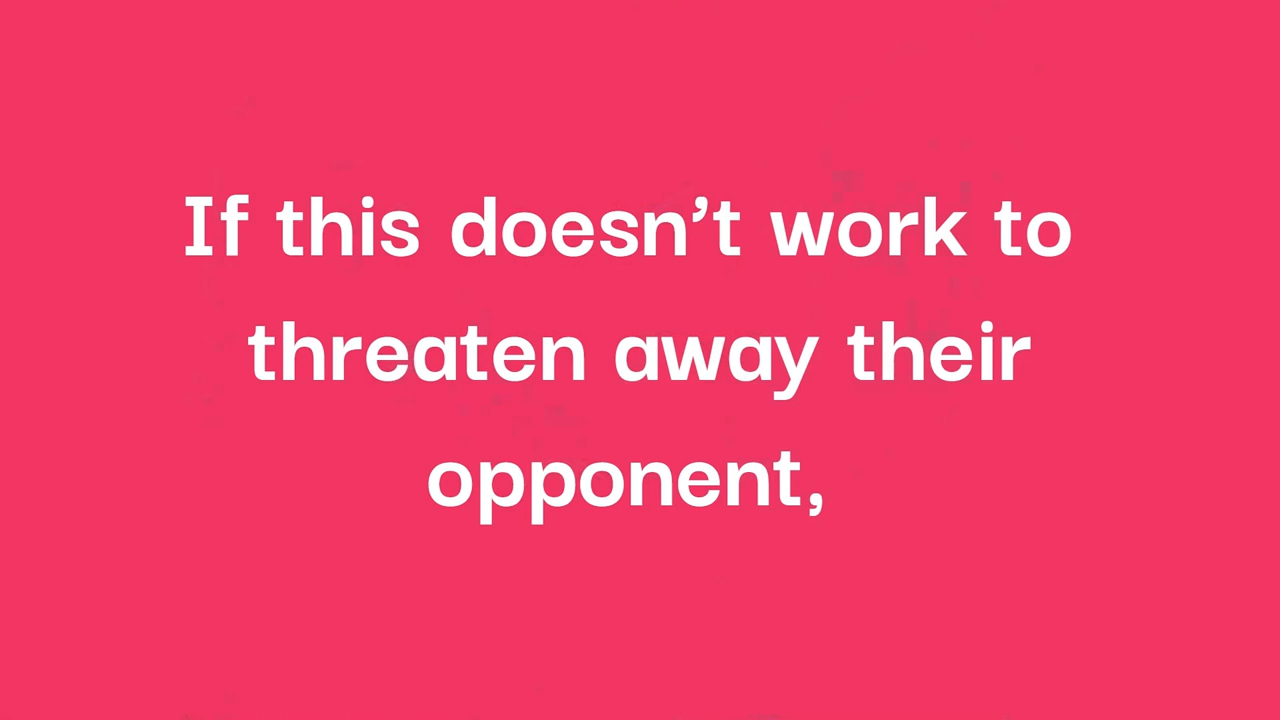 If this doesn’t work to
threaten away their
opponent,